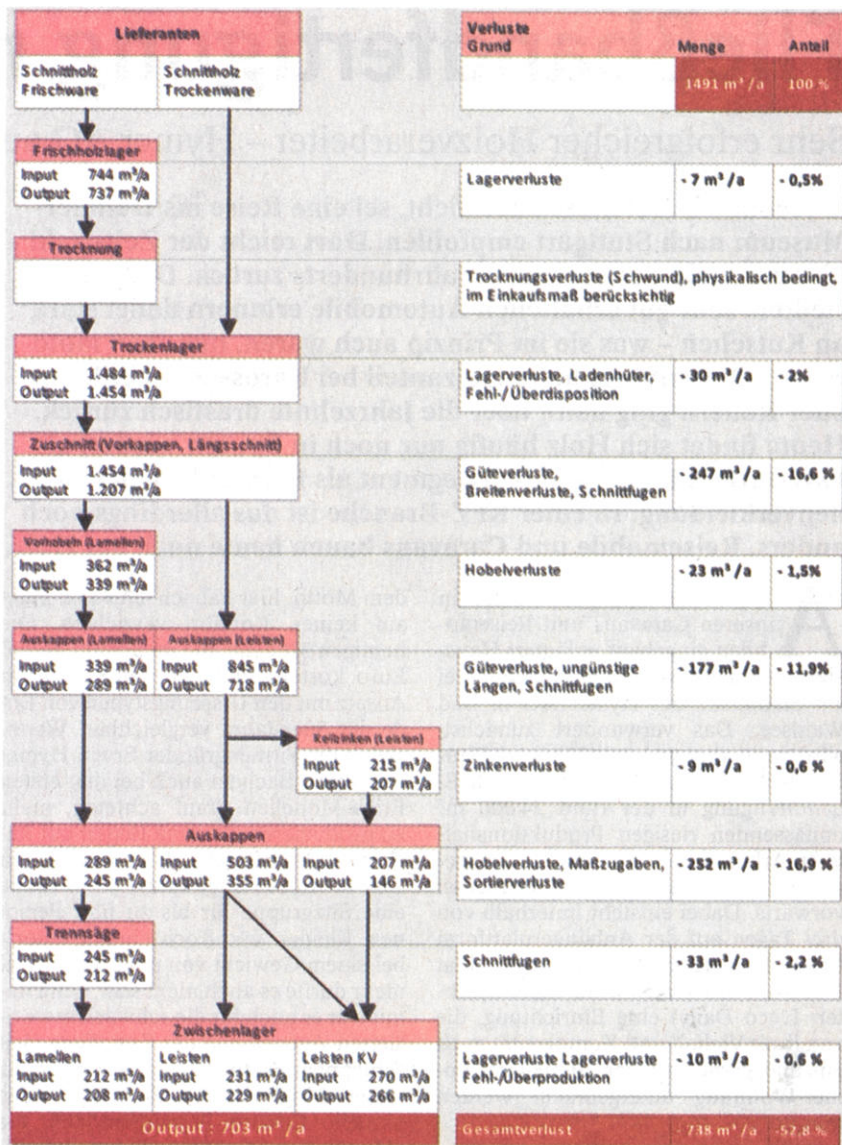 Lieferanten
Schnittholz Frischware
Schnittholz Trockenware
Verluste
Grund Menge Anteil
1491 m³/a 100 %
Frischholzlager
Input 744 m³/a
Output 737 m³/a
Lagerverluste - 7 m³/a - 0,5%
Trocknung
Trocknungsverluste (Schwund), physikalisch bedingt,
im Einkaufsmaß berücksichtig
Trockenlager
Input 1.484 m³/a
Output 1.454 m³/a
Lagerverluste, Ladenhüter, - 30 m³/a - 2%
Fehl-/Überdisposition
Zuschnitt (Vorkappen, Längsschnitt)
Input 1.454 m³/a
Output 1.207 m³/a
Güteverluste, - 247 m³/a - 16,6 %
Breitenverluste, Schnittfugen
Vorhobeln (Lamellen)
Input 362 m³/a
Output 339 m³/a
Hobelverluste - 23 m³/a - 1,5%
Auskappen (Lamellen) Auskappen (Leisten)
Input 339 m³/a Input 845 m³/a
Output 289 m³/a Output 718 m³/a
Güteverluste, ungünstige - 177 m³/a - 11,9%
Längen, Schnittfugen
Keilzinken (Leisten)
Input 215 m³/a
Output 207 m³/a
Zinkenverluste - 9 m³/a - 0,6 %
Auskappen
Input 289 m³/a Input 503 m³/a Input 207 m³/a
Output 245 m³/a Output 355 m³/a Output 146 m³/a
Hobelverluste, Maßzugaben, - 252 m³/a - 16,9 %
Sortierverluste
Trennsäge
Input 245 m³/a
Output 212 m³/a
Schnittfugen - 33 m³/a - 2,2 %
Zwischenlager
Lamellen Leisten Leisten KV
Input 212 m³/a Input 231 m³/a Input 270 m³/a
Output 208 m³/a Output 229 m³/a Output 266 m³/a
Lagerverluste Lagerverluste - 10 m³/a - 0,6 %
Fehl-/Überproduktion
Output : 703 m³/a
Gesamtverlust - 738 m³/a -52,8 %